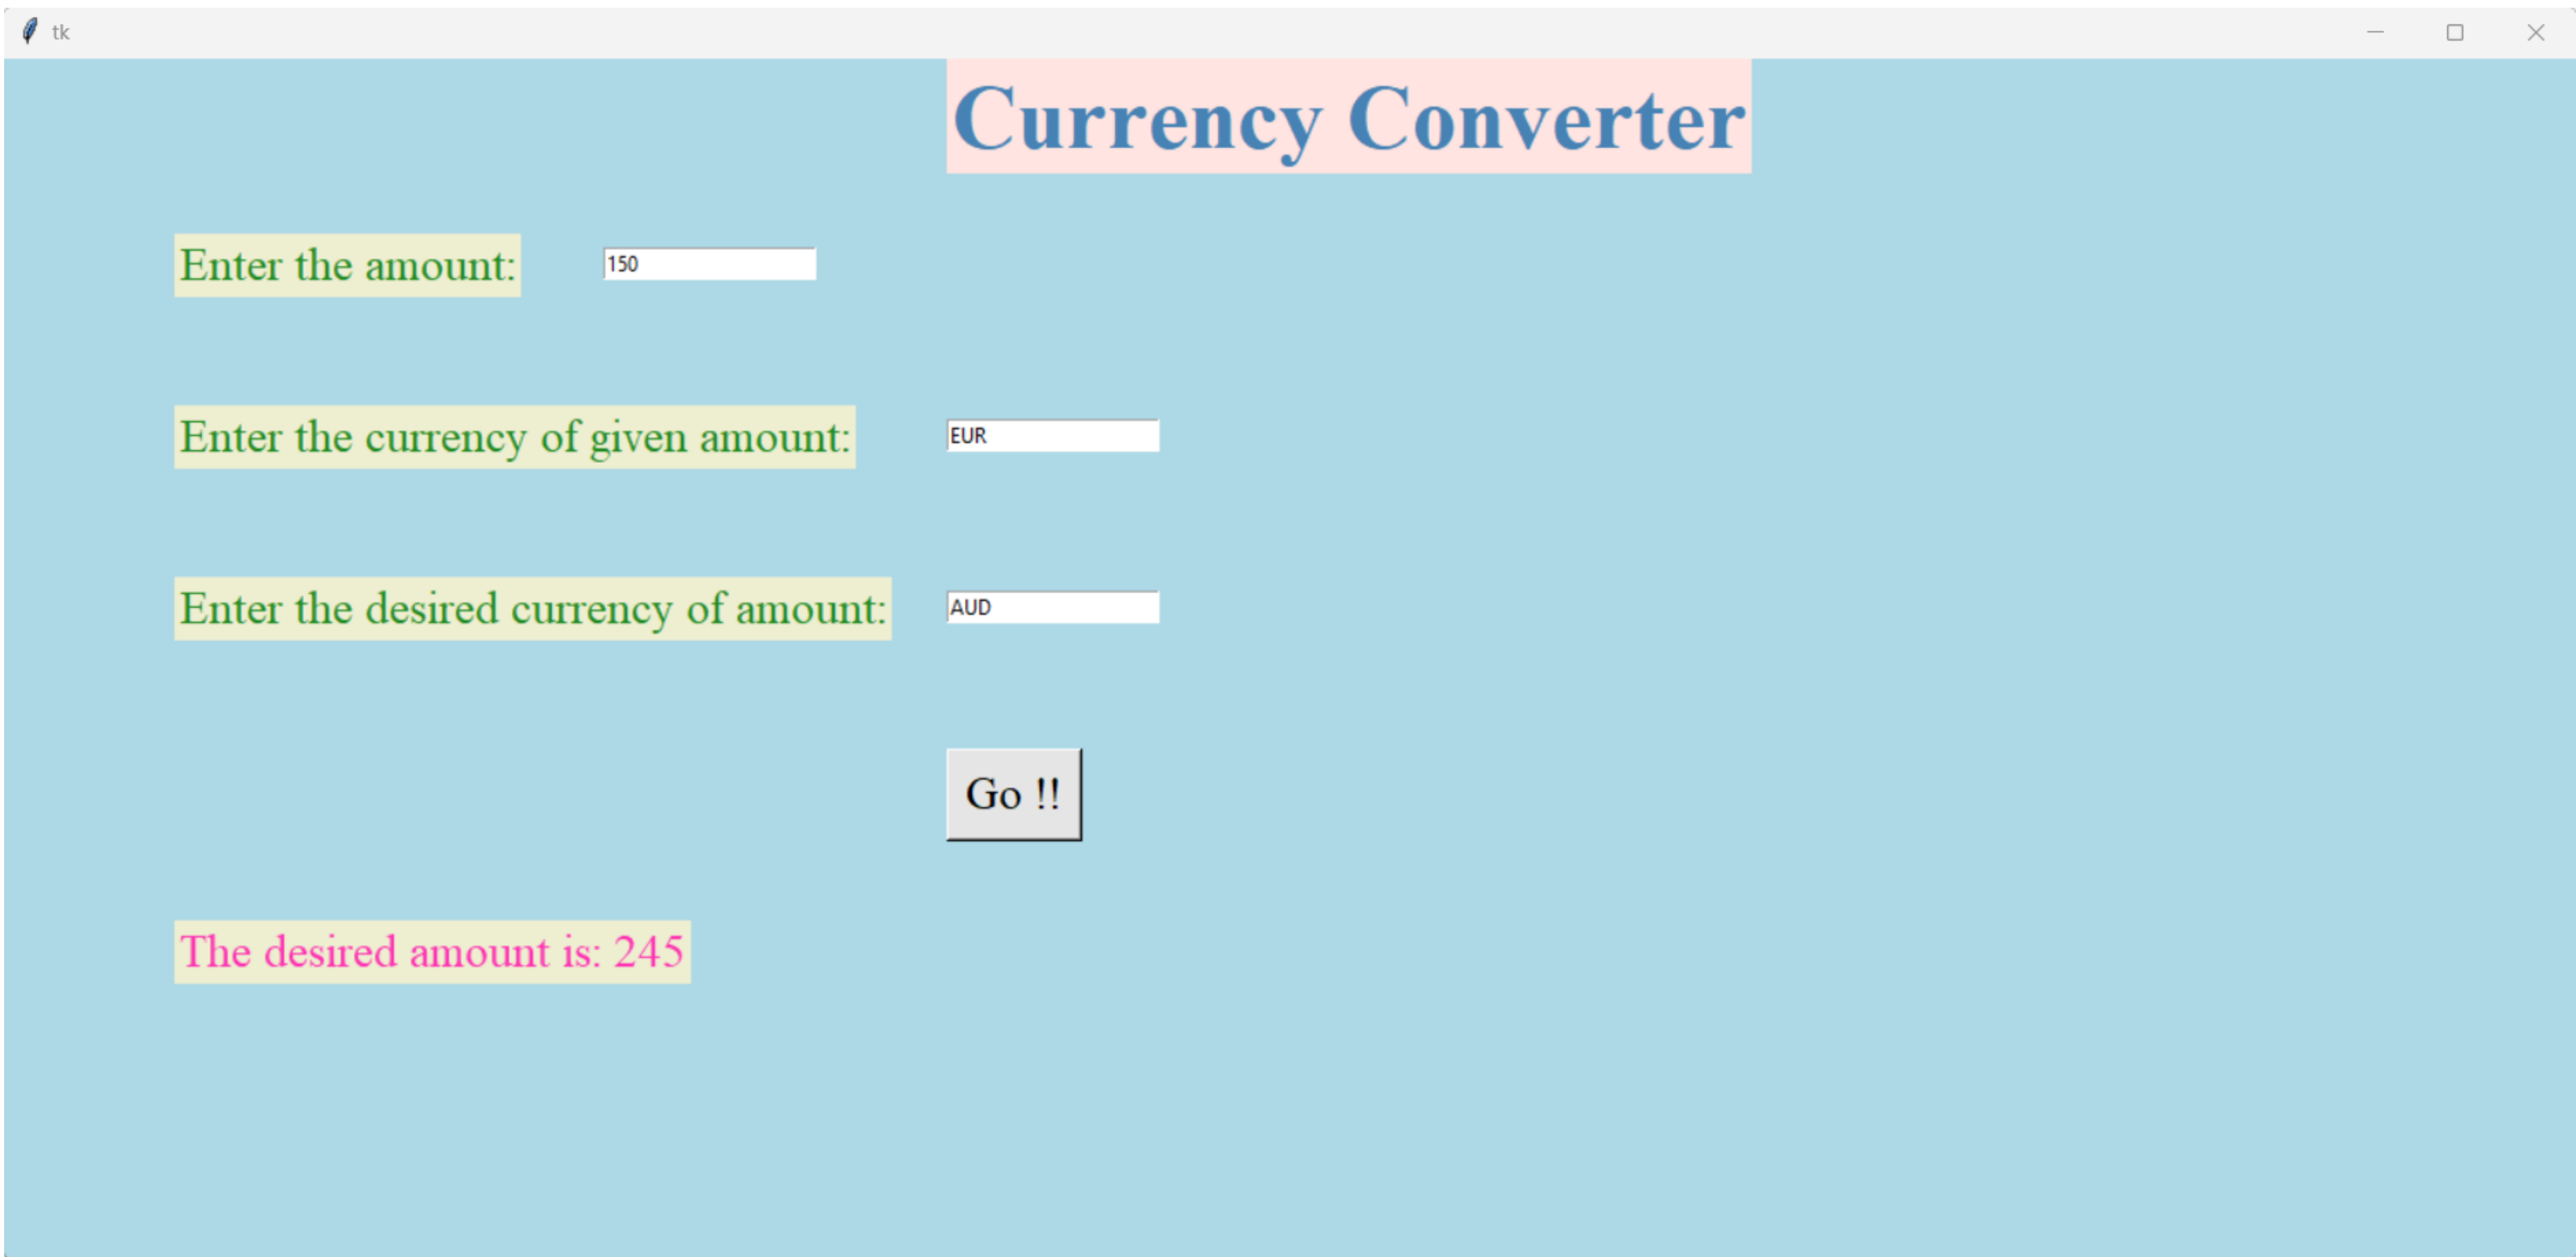 tk
Currency Converter
Enter the amount: 150
Enter the currency of given amount: EUR
Enter the desired currency of amount: AUD
Go !!
The desired amount is: 245